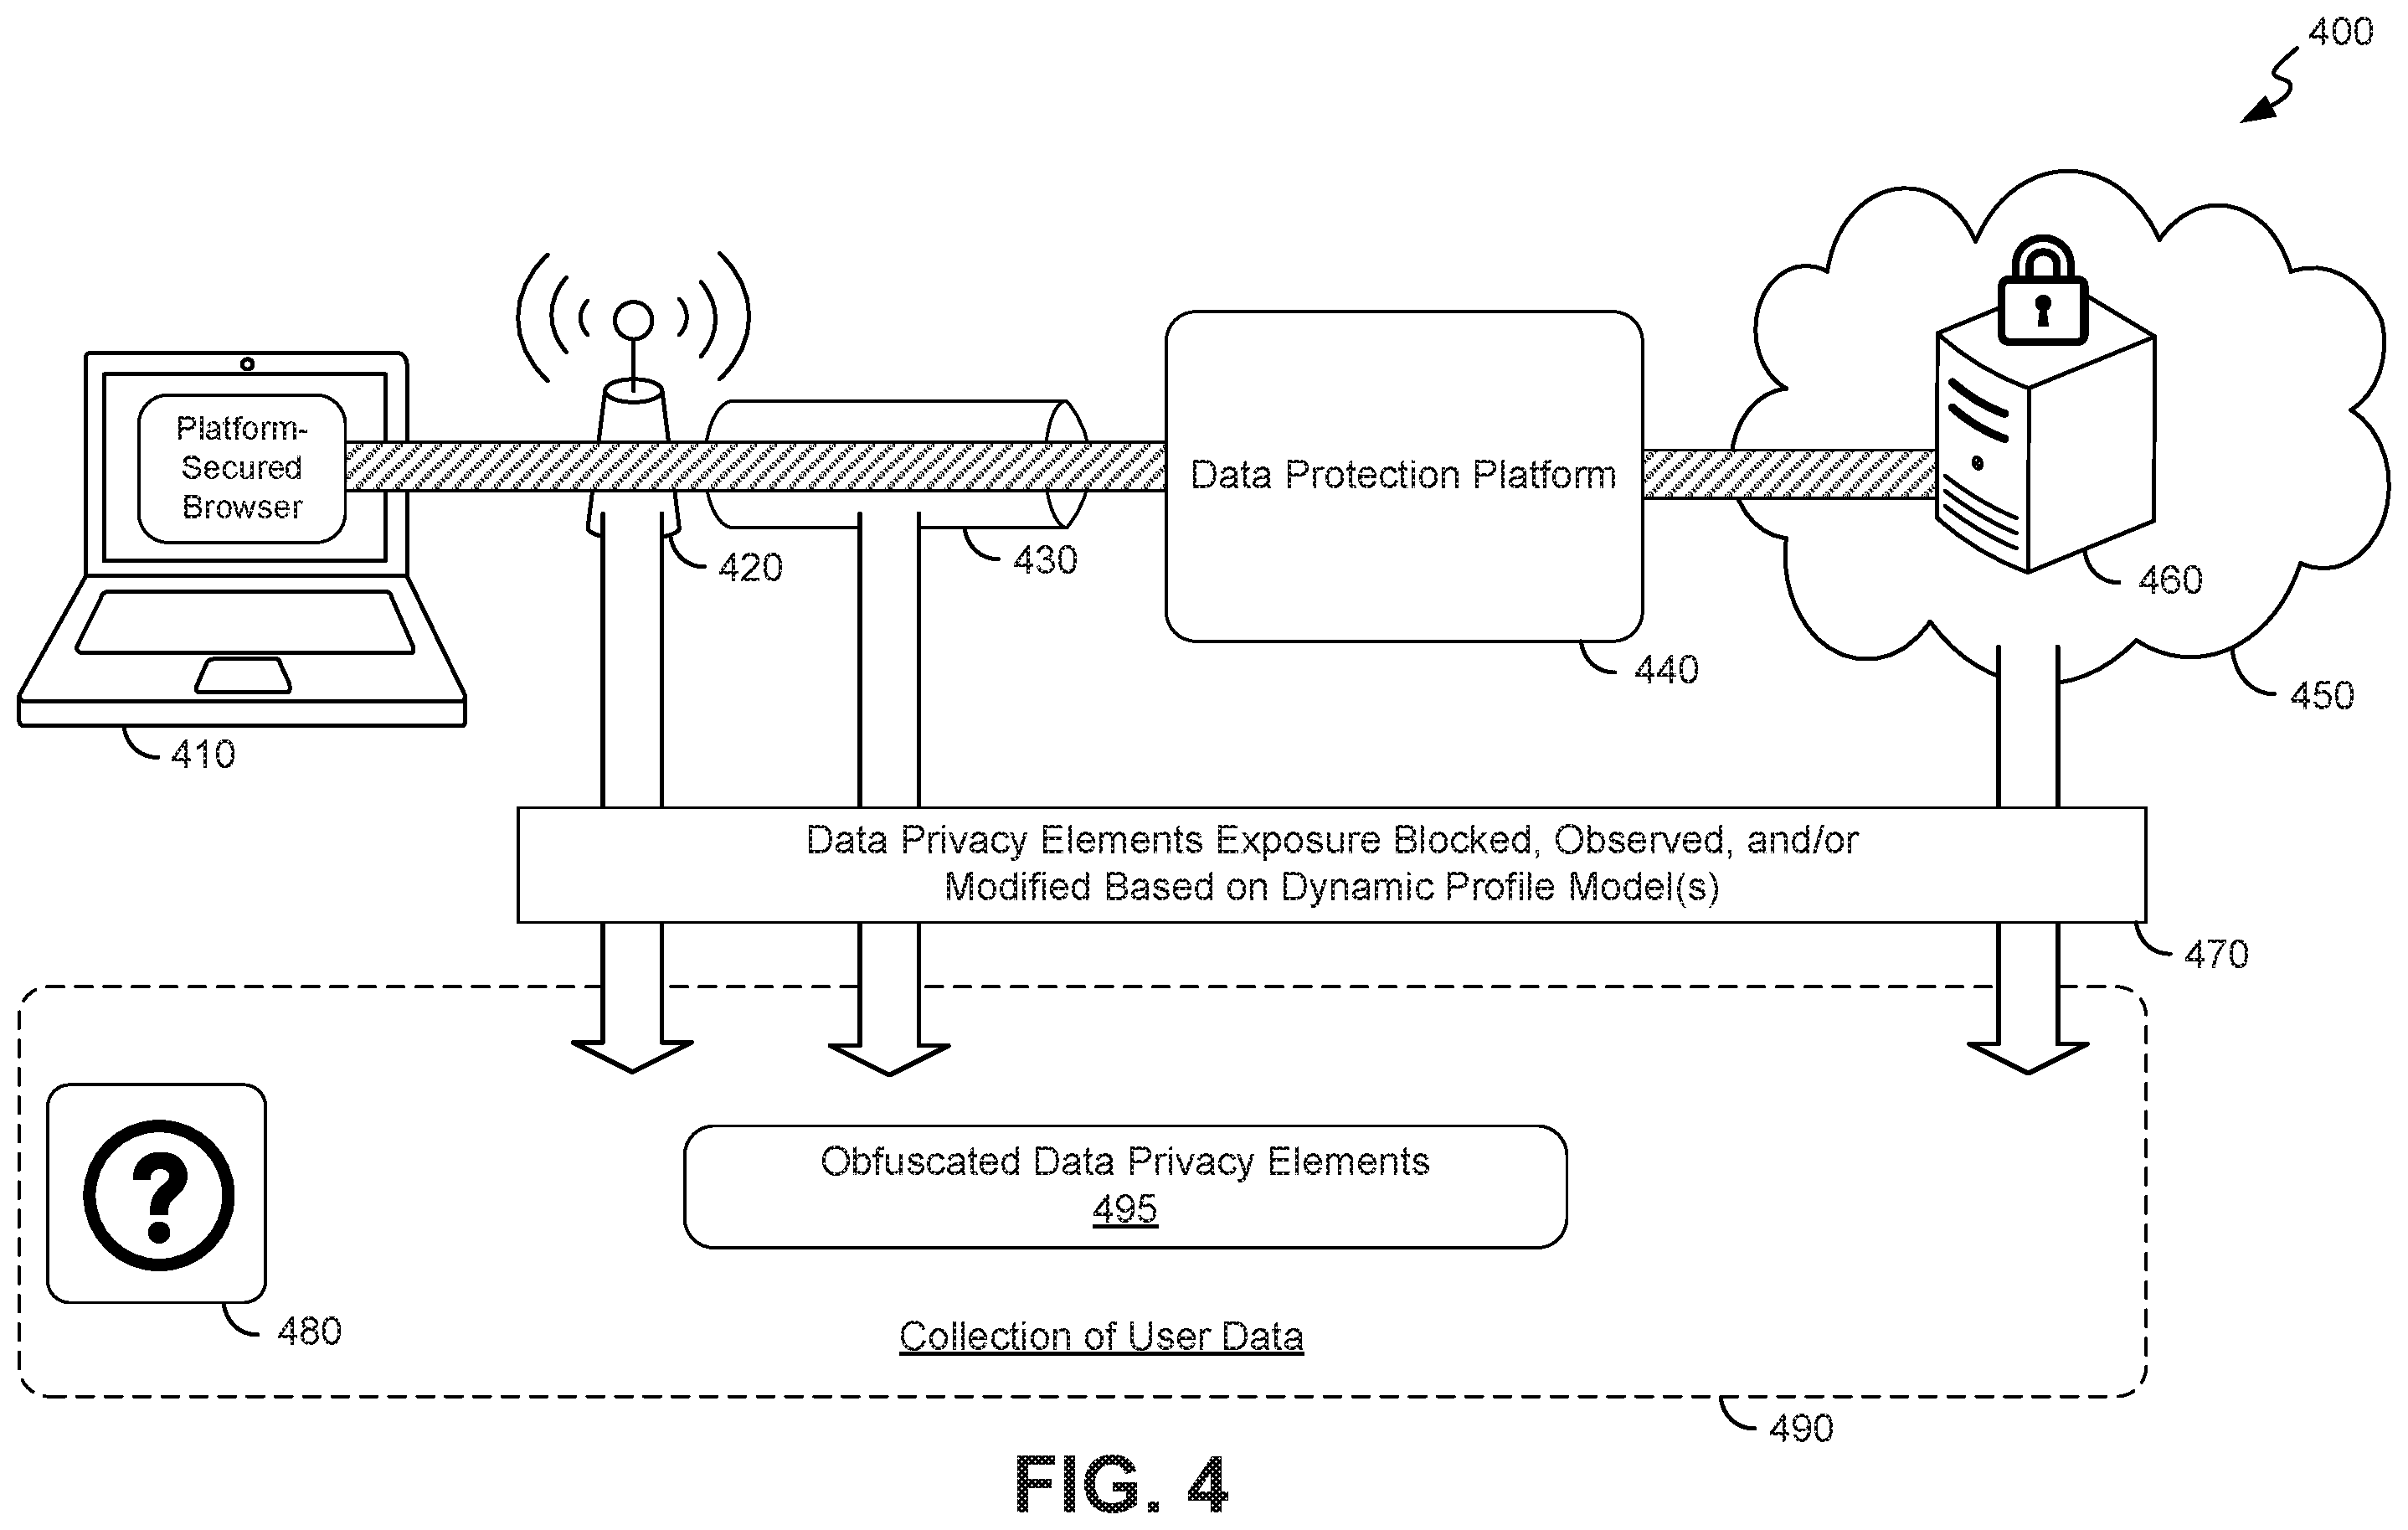 400
Platform-
Secured
Browser
Data Protection Platform
420
430
460
440
450
410
Data Privacy Elements Exposure Blocked, Observed, and/or
Modified Based on Dynamic Profile Model(s)
470
Obfuscated Data Privacy Elements
495
480
Collection of User Data
490
FIG. 4